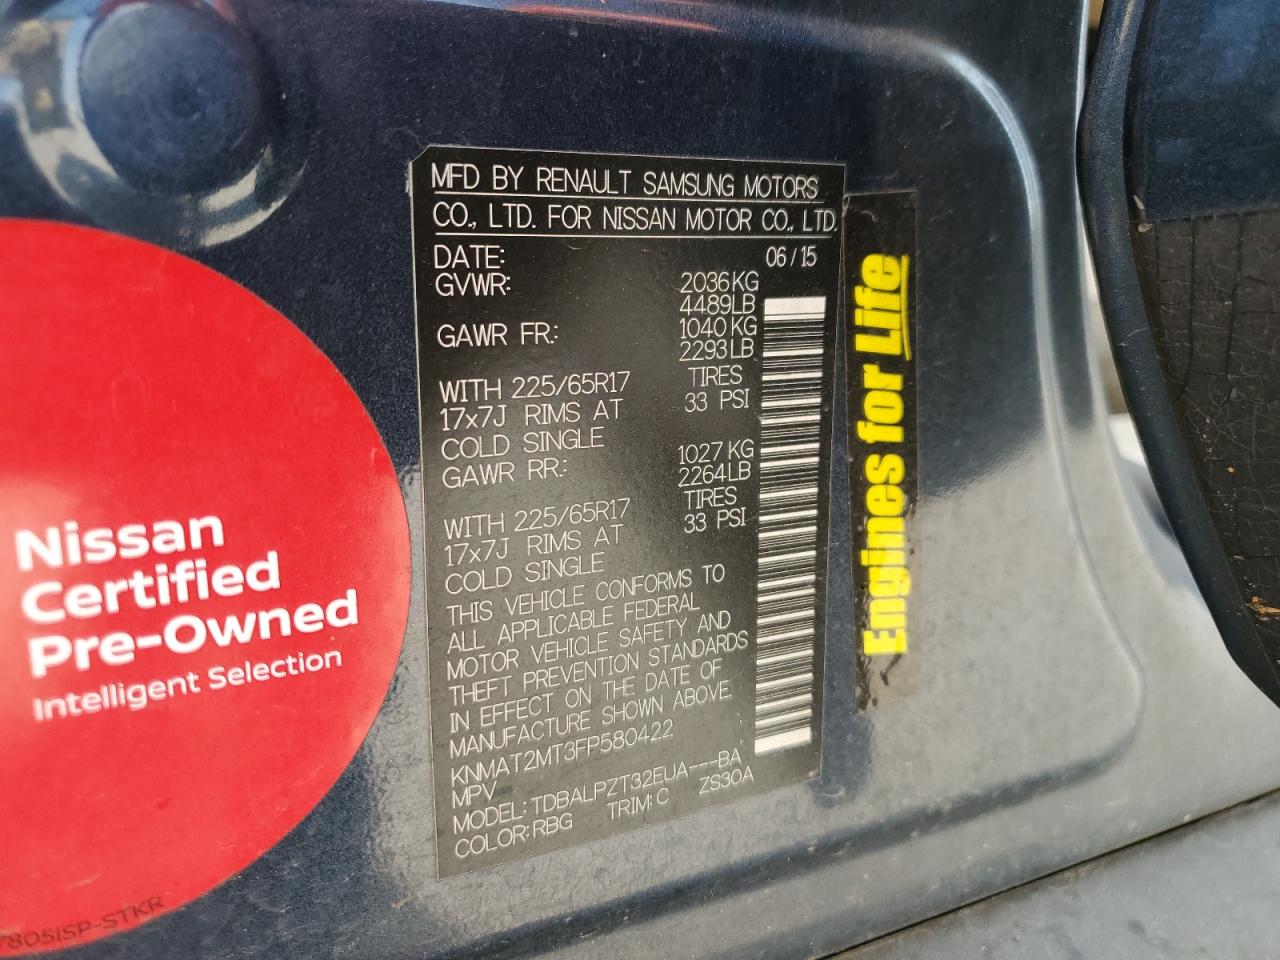 MFD BY RENAULT SAMSUNG MOTORS
CO., LTD. FOR NISSAN MOTOR CO., LTD.
DATE: 06/15
GVWR: 2036KG
4489LB
GAWR FR: 1040KG
2293LB
WITH 225/65R17 TIRES
17x7J RIMS AT 33 PSI
COLD SINGLE
GAWR RR: 1027KG
2264LB
WITH 225/65R17 TIRES
17x7J RIMS AT 33 PSI
COLD SINGLE
THIS VEHICLE CONFORMS TO
ALL APPLICABLE FEDERAL
MOTOR VEHICLE SAFETY AND
THEFT PREVENTION STANDARDS
IN EFFECT ON THE DATE OF
MANUFACTURE SHOWN ABOVE.
KNMAT2MT3FP580422
MPV
MODEL: TDBALPZT32EUA---BA
COLOR: RBG TRIM: C ZS30A
Engines for Life
Nissan
Certified
Pre-Owned
Intelligent Selection
7805ISP-STKR